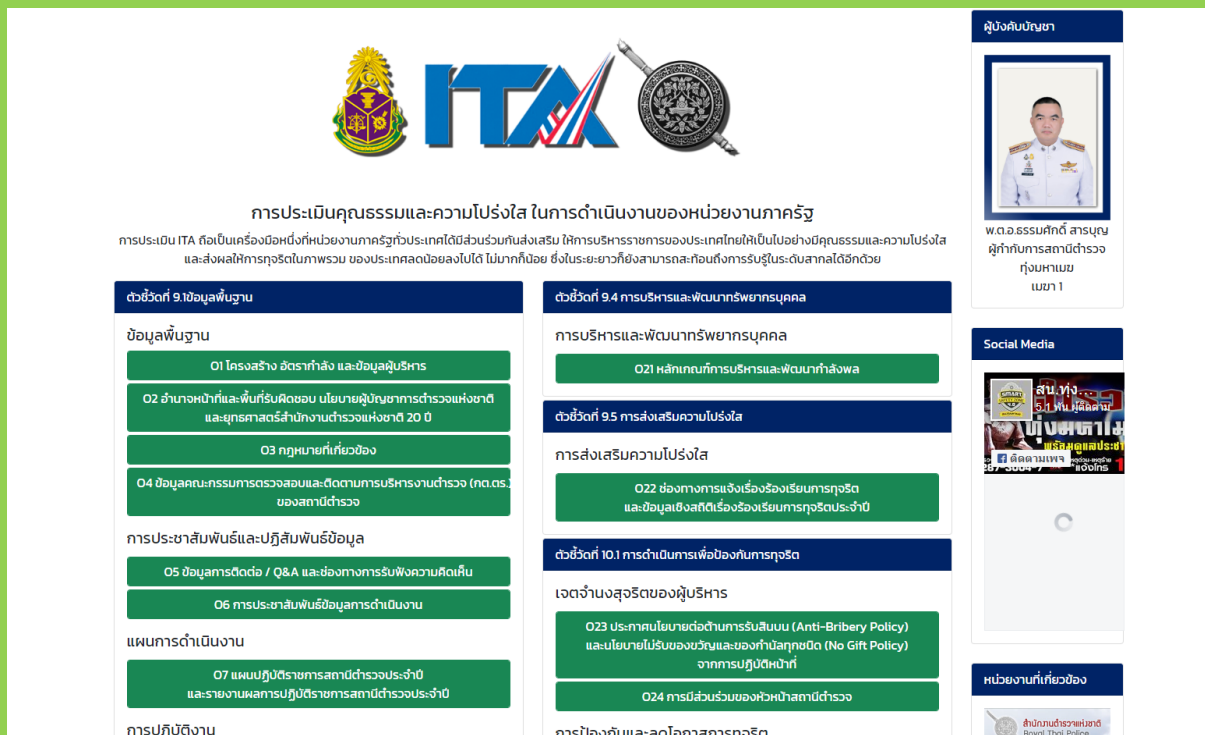 ITA
การประเมินคุณธรรมและความโปร่งใส ในการดำเนินงานของหน่วยงานภาครัฐ
การประเมิน ITA ถือเป็นเครื่องมือหนึ่งที่หน่วยงานภาครัฐทั่วประเทศได้มีส่วนร่วมกันส่งเสริม ให้การบริหารราชการของประเทศไทยให้เป็นไปอย่างมีคุณธรรมและความโปร่งใส
และส่งผลให้การทุจริตในภาพรวม ของประเทศลดน้อยลงไปได้ ไม่มากก็น้อย ซึ่งในระยะยาวก็ยังสามารถสะท้อนถึงการรับรู้ในระดับสากลได้อีกด้วย
ตัวชี้วัดที่ 9.1ข้อมูลพื้นฐาน
ข้อมูลพื้นฐาน
O1 โครงสร้าง อัตรากำลัง และข้อมูลผู้บริหาร
O2 อำนาจหน้าที่และพื้นที่รับผิดชอบ นโยบายผู้บัญชาการตำรวจแห่งชาติ
และยุทธศาสตร์สำนักงานตำรวจแห่งชาติ 20 ปี
O3 กฎหมายที่เกี่ยวข้อง
O4 ข้อมูลคณะกรรมการตรวจสอบและติดตามการบริหารงานตำรวจ (กต.ตร.)
ของสถานีตำรวจ
การประชาสัมพันธ์และปฏิสัมพันธ์ข้อมูล
O5 ข้อมูลการติดต่อ / Q&A และช่องทางการรับฟังความคิดเห็น
O6 การประชาสัมพันธ์ข้อมูลการดำเนินงาน
แผนการดำเนินงาน
O7 แผนปฏิบัติราชการสถานีตำรวจประจำปี
และรายงานผลการปฏิบัติราชการสถานีตำรวจประจำปี
การปฏิบัติงาน
ตัวชี้วัดที่ 9.4 การบริหารและพัฒนาทรัพยากรบุคคล
การบริหารและพัฒนาทรัพยากรบุคคล
O21 หลักเกณฑ์การบริหารและพัฒนากำลังพล
ตัวชี้วัดที่ 9.5 การส่งเสริมความโปร่งใส
การส่งเสริมความโปร่งใส
O22 ช่องทางการแจ้งเรื่องร้องเรียนการทุจริต
และข้อมูลเชิงสถิติเรื่องร้องเรียนการทุจริตประจำปี
ตัวชี้วัดที่ 10.1 การดำเนินการเพื่อป้องกันการทุจริต
เจตจำนงสุจริตของผู้บริหาร
O23 ประกาศนโยบายต่อต้านการรับสินบน (Anti-Bribery Policy)
และนโยบายไม่รับของขวัญและของกำนัลทุกชนิด (No Gift Policy)
จากการปฏิบัติหน้าที่
O24 การมีส่วนร่วมของหัวหน้าสถานีตำรวจ
การป้องกันและลดโอกาสการทุจริต
ผู้บังคับบัญชา
พ.ต.อ.ธรรมศักดิ์ สารบุญ
ผู้กำกับการสถานีตำรวจ
ทุ่งมหาเมฆ
เมฆา 1
Social Media
สน.ทุ่ง...
5.1 พัน ผู้ติดตาม
ติดตามเพจ
หน่วยงานที่เกี่ยวข้อง
สำนักงานตำรวจแห่งชาติ
Royal Thai Police